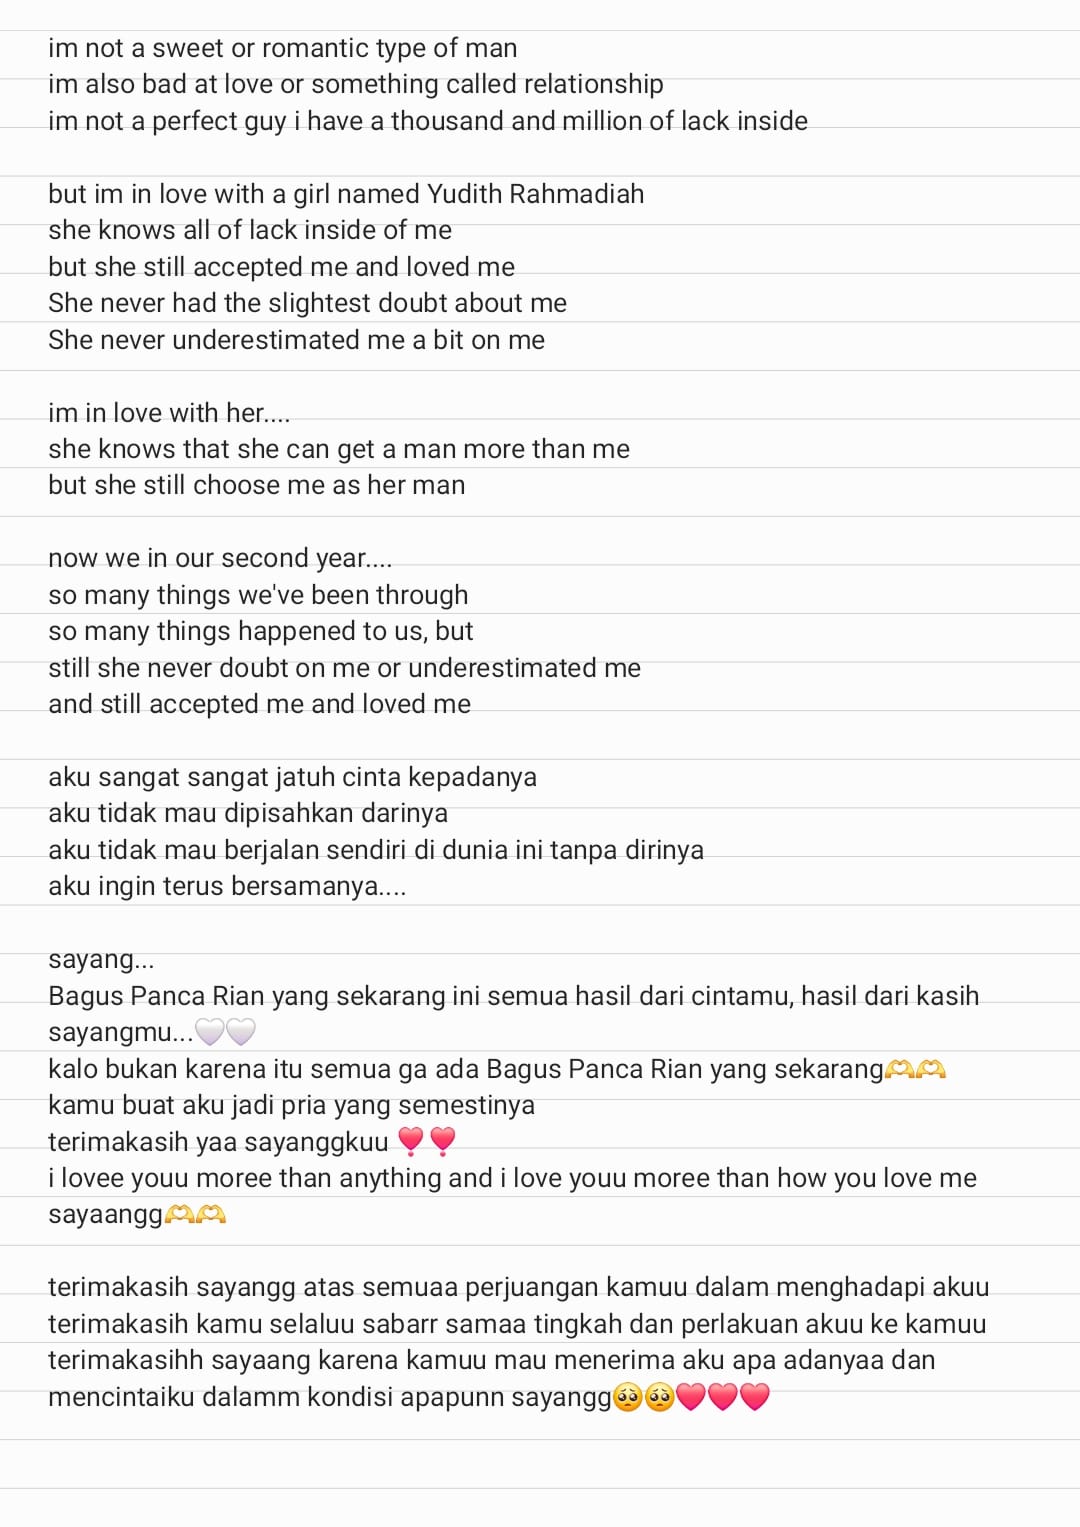 im not a sweet or romantic type of man
im also bad at love or something called relationship
im not a perfect guy i have a thousand and million of lack inside
but im in love with a girl named Yudith Rahmadiah
she knows all of lack inside of me
but she still accepted me and loved me
She never had the slightest doubt about me
She never underestimated me a bit on me
im in love with her....
she knows that she can get a man more than me
but she still choose me as her man
now we in our second year....
so many things we've been through
so many things happened to us, but
still she never doubt on me or underestimated me
and still accepted me and loved me
aku sangat sangat jatuh cinta kepadanya
aku tidak mau dipisahkan darinya
aku tidak mau berjalan sendiri di dunia ini tanpa dirinya
aku ingin terus bersamanya....
sayang...
Bagus Panca Rian yang sekarang ini semua hasil dari cintamu, hasil dari kasih
sayangmu...🤍🤍
kalo bukan karena itu semua ga ada Bagus Panca Rian yang sekarang🫶🫶
kamu buat aku jadi pria yang semestinya
terimakasih yaa sayanggkuu ❣️❣️
i lovee youu moree than anything and i love youu moree than how you love me
sayaangg🫶🫶
terimakasih sayangg atas semuaa perjuangan kamuu dalam menghadapi akuu
terimakasih kamu selaluu sabarr samaa tingkah dan perlakuan akuu ke kamuu
terimakasihh sayaang karena kamuu mau menerima aku apa adanyaa dan
mencintaiku dalamm kondisi apapunn sayangg🥺🥺❤️❤️❤️